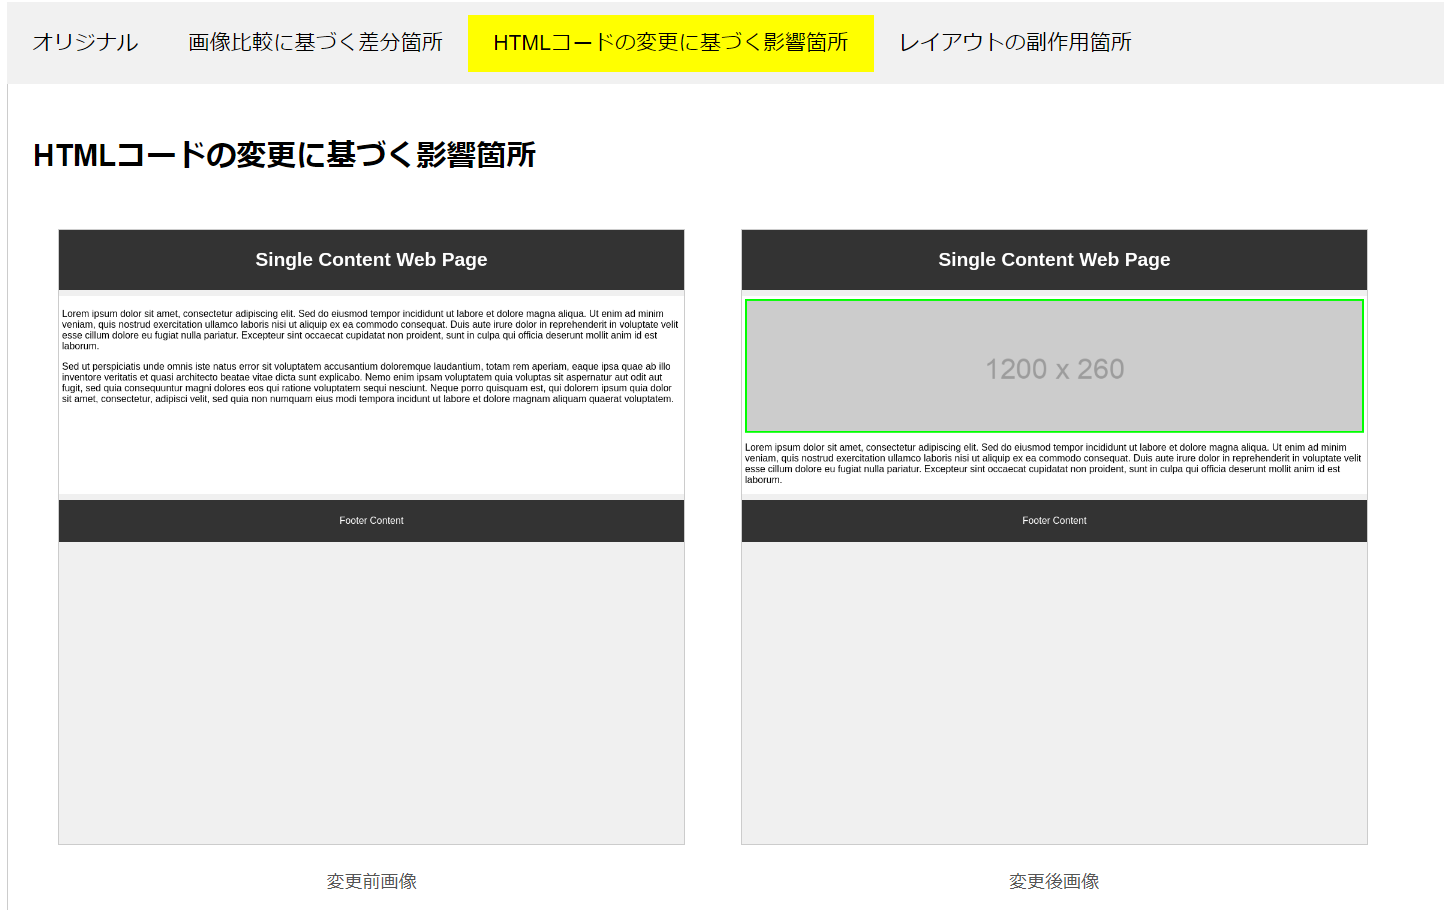 オリジナル
画像比較に基づく差分箇所
HTMLコードの変更に基づく影響箇所
レイアウトの副作用箇所
HTMLコードの変更に基づく影響箇所
Single Content Web Page
Lorem ipsum dolor sit amet, consectetur adipiscing elit. Sed do eiusmod tempor incididunt ut labore et dolore magna aliqua. Ut enim ad minim
veniam, quis nostrud exercitation ullamco laboris nisi ut aliquip ex ea commodo consequat. Duis aute irure dolor in reprehenderit in voluptate velit
esse cillum dolore eu fugiat nulla pariatur. Excepteur sint occaecat cupidatat non proident, sunt in culpa qui officia deserunt mollit anim id est
laborum.
Sed ut perspiciatis unde omnis iste natus error sit voluptatem accusantium doloremque laudantium, totam rem aperiam, eaque ipsa quae ab illo
inventore veritatis et quasi architecto beatae vitae dicta sunt explicabo. Nemo enim ipsam voluptatem quia voluptas sit aspernatur aut odit aut
fugit, sed quia consequuntur magni dolores eos qui ratione voluptatem sequi nesciunt. Neque porro quisquam est, qui dolorem ipsum quia dolor
sit amet, consectetur, adipisci velit, sed quia non numquam eius modi tempora incidunt ut labore et dolore magnam aliquam quaerat voluptatem.
Footer Content
変更前画像
Single Content Web Page
1200 x 260
Lorem ipsum dolor sit amet, consectetur adipiscing elit. Sed do eiusmod tempor incididunt ut labore et dolore magna aliqua. Ut enim ad minim
veniam, quis nostrud exercitation ullamco laboris nisi ut aliquip ex ea commodo consequat. Duis aute irure dolor in reprehenderit in voluptate velit
esse cillum dolore eu fugiat nulla pariatur. Excepteur sint occaecat cupidatat non proident, sunt in culpa qui officia deserunt mollit anim id est
laborum.
Footer Content
変更後画像